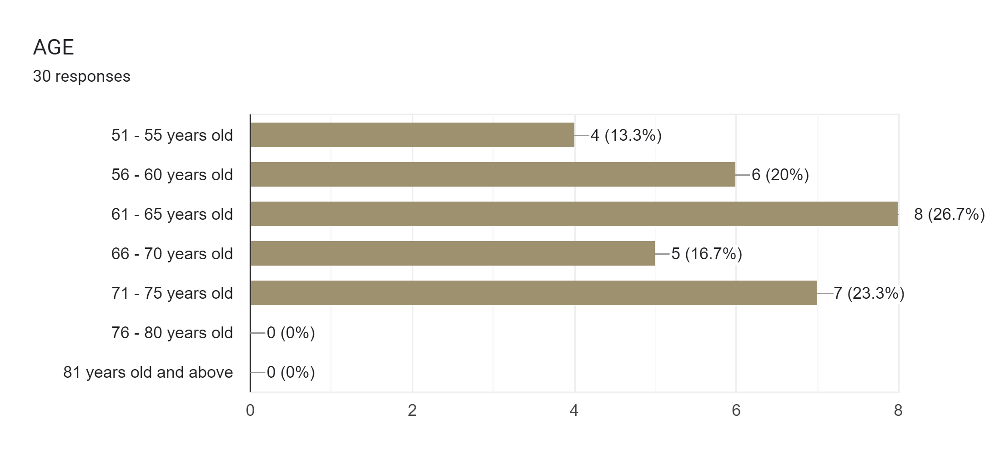 AGE
30 responses
51 - 55 years old 4 (13.3%)
56 - 60 years old 6 (20%)
61 - 65 years old 8 (26.7%)
66 - 70 years old 5 (16.7%)
71 - 75 years old 7 (23.3%)
76 - 80 years old 0 (0%)
81 years old and above 0 (0%)
0 2 4 6 8